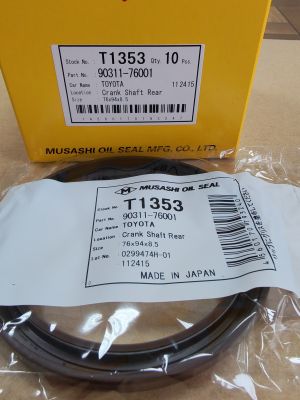 Stock No. : T1353 Qty. 10 Pcs.
Part No. : 90311-76001
Car Name : TOYOTA 112415
Location : Crank Shaft Rear
Size : 76x94x8.5
MUSASHI OIL SEAL MFG. CO., LTD.
MUSASHI OIL SEAL
Stock No. : T1353
Part No. : 90311-76001
Car Name : TOYOTA
Location : Crank Shaft Rear
Size : 76x94x8.5
Lot No. : 0299474H-01
112415
MADE IN JAPAN